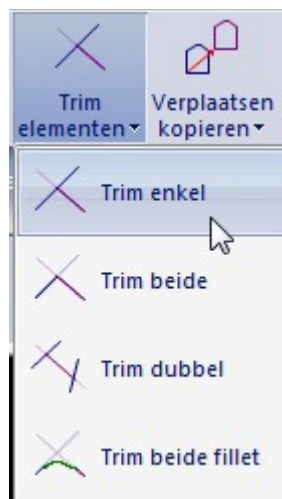 Trim
elementen
Verplaatsen
kopieren
Trim enkel
Trim beide
Trim dubbel
Trim beide fillet